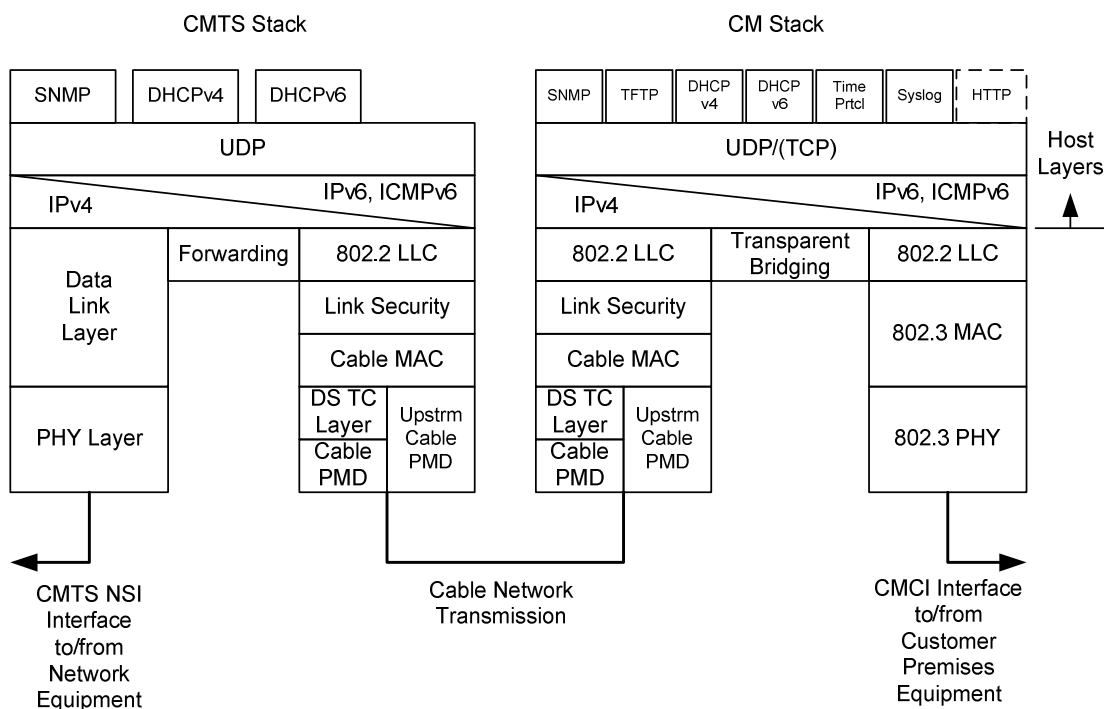 CMTS Stack
CM Stack
SNMP
DHCPv4
DHCPv6
SNMP
TFTP
DHCP
v4
DHCP
v6
Time
Prtcl
Syslog
HTTP
UDP
UDP/(TCP)
Host
Layers
IPv4
IPv6, ICMPv6
IPv4
IPv6, ICMPv6
Data
Link
Layer
Forwarding
802.2 LLC
802.2 LLC
Transparent
Bridging
802.2 LLC
Link Security
Link Security
802.3 MAC
Cable MAC
Cable MAC
PHY Layer
DS TC
Layer
Cable
PMD
Upstrm
Cable
PMD
DS TC
Layer
Cable
PMD
Upstrm
Cable
PMD
802.3 PHY
CMTS NSI
Interface
to/from
Network
Equipment
Cable Network
Transmission
CMCI Interface
to/from
Customer
Premises
Equipment